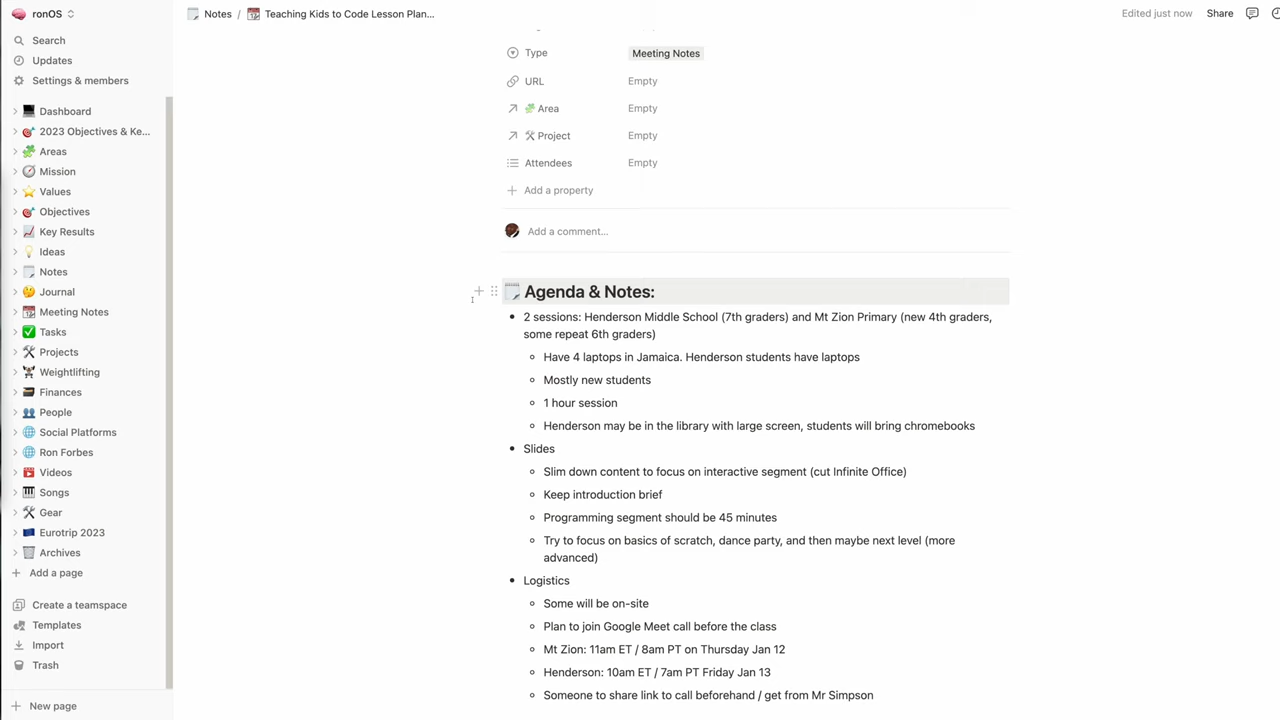 ronOS
Notes / Teaching Kids to Code Lesson Plan...
Edited just now
Share
Search
Updates
Settings & members
Dashboard
2023 Objectives & Ke...
Areas
Mission
Values
Objectives
Key Results
Ideas
Notes
Journal
Meeting Notes
Tasks
Projects
Weightlifting
Finances
People
Social Platforms
Ron Forbes
Videos
Songs
Gear
Eurotrip 2023
Archives
Add a page
Create a teamspace
Templates
Import
Trash
New page
Type Meeting Notes
URL Empty
Area Empty
Project Empty
Attendees Empty
Add a property
Add a comment...
Agenda & Notes:
2 sessions: Henderson Middle School (7th graders) and Mt Zion Primary (new 4th graders,
some repeat 6th graders)
Have 4 laptops in Jamaica. Henderson students have laptops
Mostly new students
1 hour session
Henderson may be in the library with large screen, students will bring chromebooks
Slides
Slim down content to focus on interactive segment (cut Infinite Office)
Keep introduction brief
Programming segment should be 45 minutes
Try to focus on basics of scratch, dance party, and then maybe next level (more
advanced)
Logistics
Some will be on-site
Plan to join Google Meet call before the class
Mt Zion: 11am ET / 8am PT on Thursday Jan 12
Henderson: 10am ET / 7am PT Friday Jan 13
Someone to share link to call beforehand / get from Mr Simpson